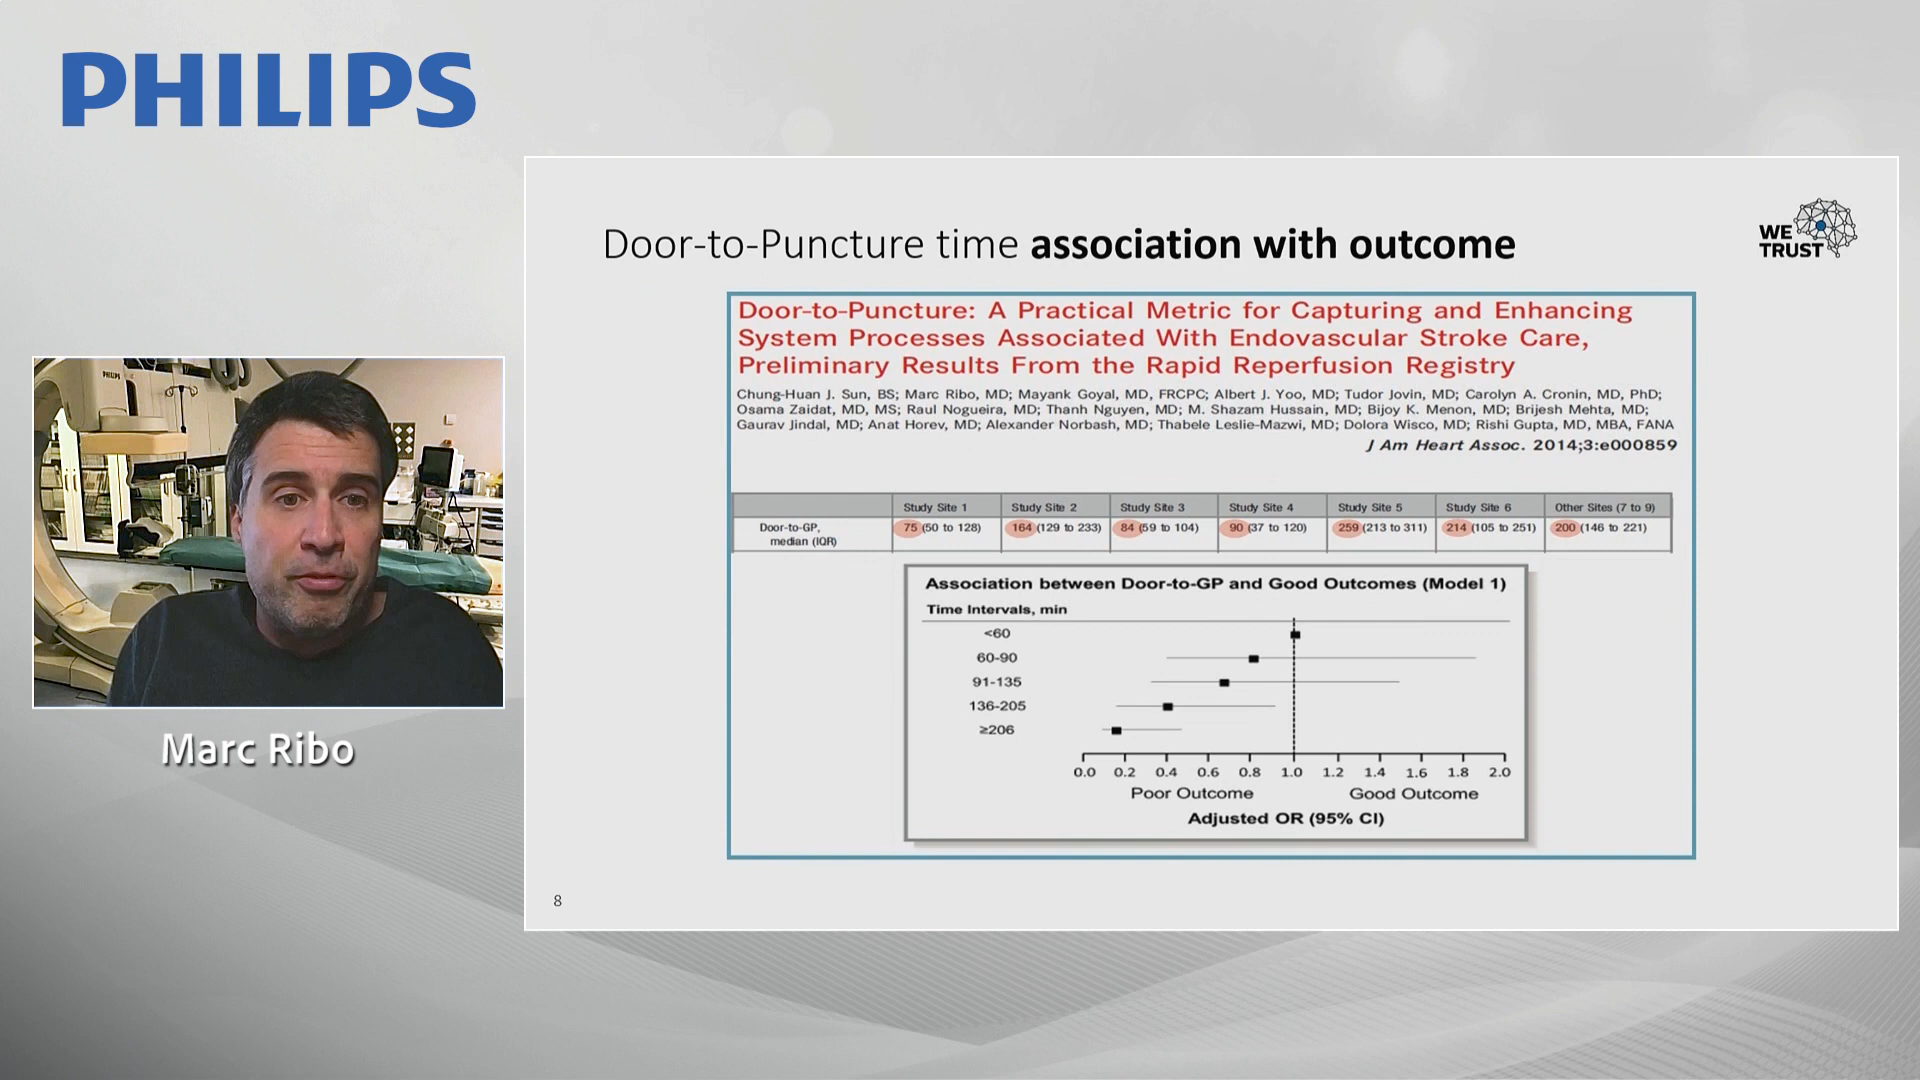 PHILIPS
Door-to-Puncture time association with outcome
WE
TRUST
Door-to-Puncture: A Practical Metric for Capturing and Enhancing
System Processes Associated With Endovascular Stroke Care,
Preliminary Results From the Rapid Reperfusion Registry
Chung-Huan J. Sun, BS; Marc Ribo, MD; Mayank Goyal, MD, FRCPC; Albert J. Yoo, MD; Tudor Jovin, MD; Carolyn A. Cronin, MD, PhD;
Osama Zaidat, MD, MS; Raul Nogueira, MD; Thanh Nguyen, MD; M. Shazam Hussain, MD; Bijoy K. Menon, MD; Brijesh Mehta, MD;
Gaurav Jindal, MD; Anat Horev, MD; Alexander Norbash, MD; Thabele Leslie-Mazwi, MD; Dolora Wisco, MD; Rishi Gupta, MD, MBA, FANA
J Am Heart Assoc. 2014;3:e000859
Study Site 1 Study Site 2 Study Site 3 Study Site 4 Study Site 5 Study Site 6 Other Sites (7 to 9)
Door-to-GP, 75 (50 to 128) 164 (129 to 233) 84 (59 to 104) 90 (37 to 120) 259 (213 to 311) 214 (105 to 251) 200 (146 to 221)
median (IQR)
Association between Door-to-GP and Good Outcomes (Model 1)
Time Intervals, min
<60
60-90
91-135
136-205
≥206
0.0 0.2 0.4 0.6 0.8 1.0 1.2 1.4 1.6 1.8 2.0
Poor Outcome Good Outcome
Adjusted OR (95% CI)
8
PHILIPS
Marc Ribo